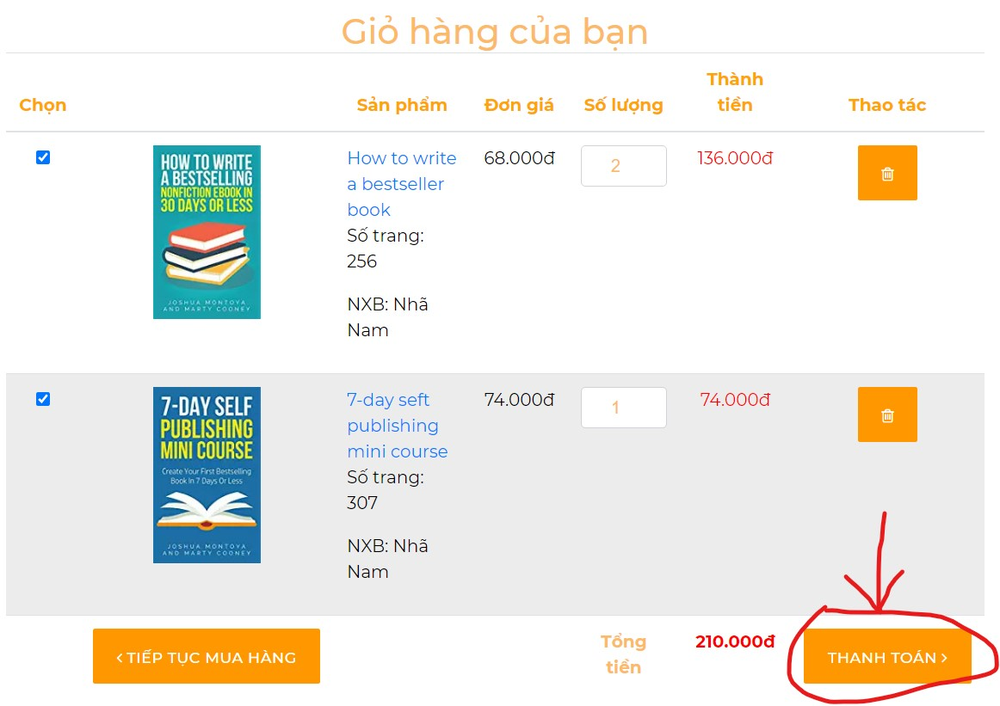 Giỏ hàng của bạn
Chọn
Sản phẩm
Đơn giá
Số lượng
Thành
tiền
Thao tác
HOW TO WRITE
A BESTSELLING
NONFICTION EBOOK IN
30 DAYS OR LESS
JOSHUA MONTOYA
AND MARTY COONEY
How to write
a bestseller
book
Số trang:
256
NXB: Nhã
Nam
68.000đ
2
136.000đ
7-DAY SELF
PUBLISHING
MINI COURSE
Create Your First Bestselling
Book In 7 Days Or Less
JOSHUA MONTOYA
AND MARTY COONEY
7-day seft
publishing
mini course
Số trang:
307
NXB: Nhã
Nam
74.000đ
1
74.000đ
‹ TIẾP TỤC MUA HÀNG
Tổng
tiền
210.000đ
THANH TOÁN ›